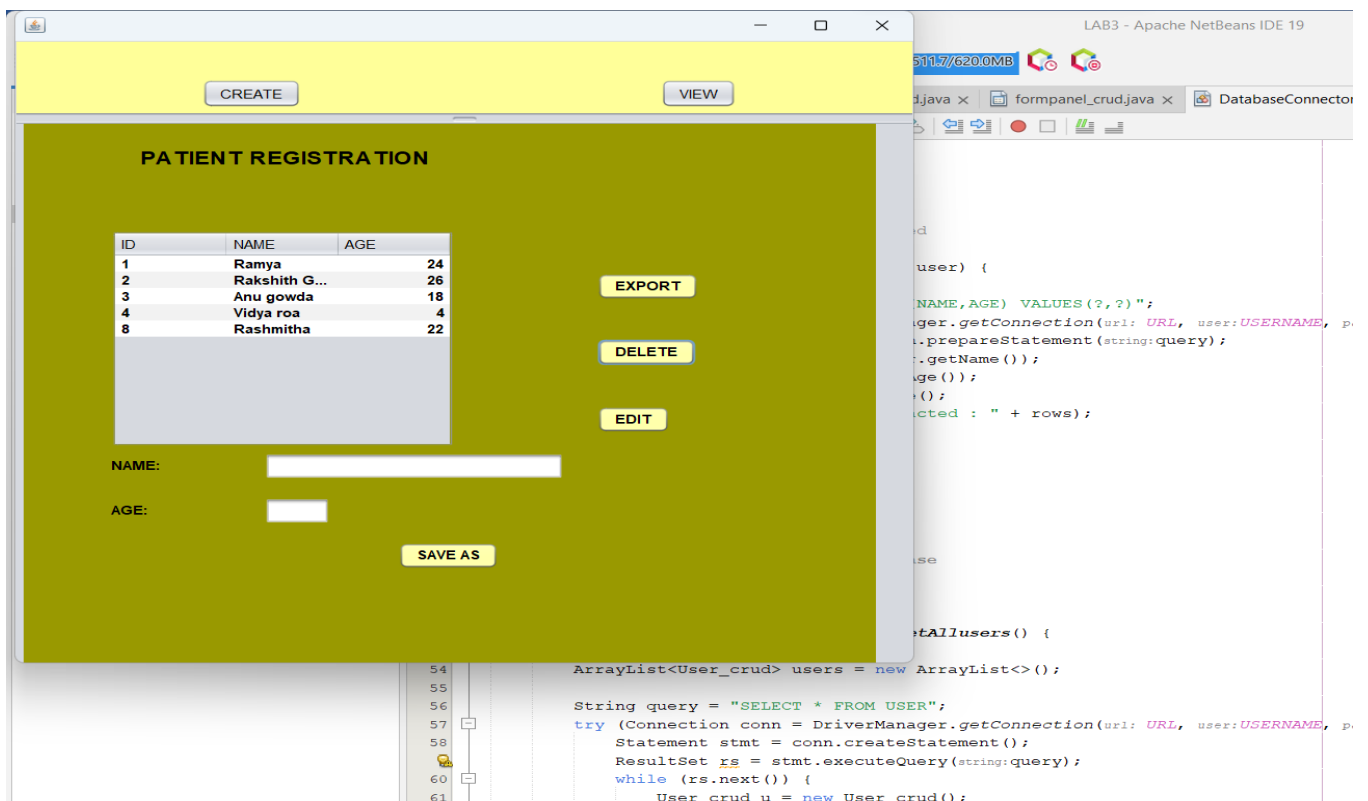 LAB3 - Apache NetBeans IDE 19
511.7/620.0MB
CREATE
VIEW
d.java × formpanel_crud.java × DatabaseConnector
PATIENT REGISTRATION
ID NAME AGE
1 Ramya 24
2 Rakshith G... 26
3 Anu gowda 18
4 Vidya roa 4
8 Rashmitha 22
EXPORT
DELETE
EDIT
NAME:
AGE:
SAVE AS
ed
user) {
NAME,AGE) VALUES(?,?)";
ager.getConnection(url: URL, user:USERNAME, p
n.prepareStatement(string:query);
r.getName());
Age());
e();
acted : " + rows);
ase
etAllusers() {
54 ArrayList<User_crud> users = new ArrayList<>();
55
56 String query = "SELECT * FROM USER";
57 try (Connection conn = DriverManager.getConnection(url: URL, user:USERNAME, p
58 Statement stmt = conn.createStatement();
ResultSet rs = stmt.executeQuery(string:query);
60 while (rs.next()) {
61 User_crud u = new User_crud();